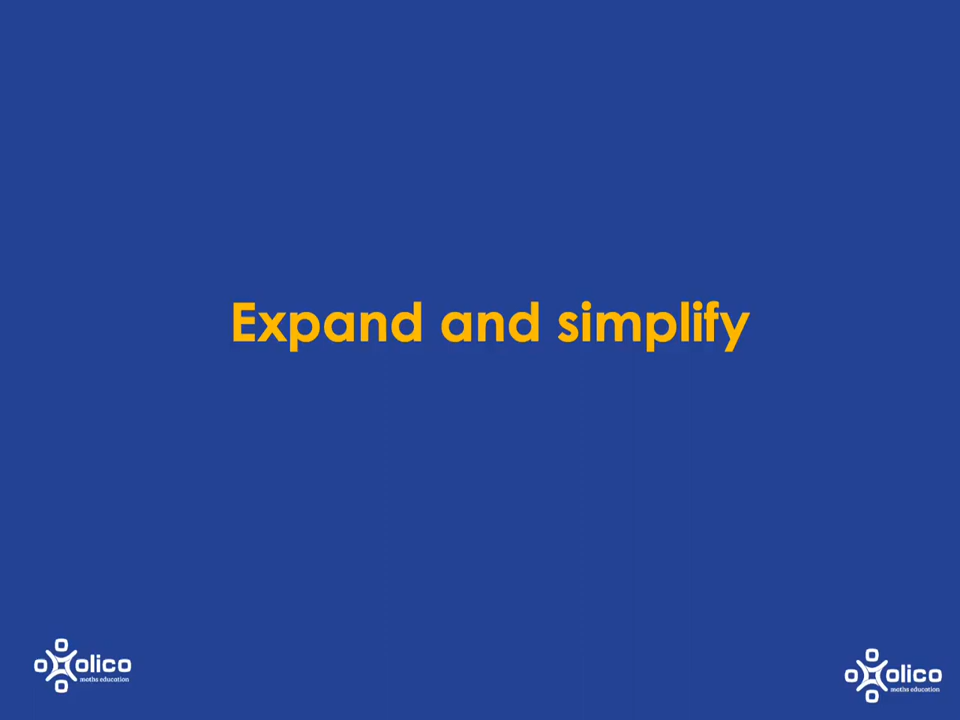 Expand and simplify
olico
maths education
olico
maths education